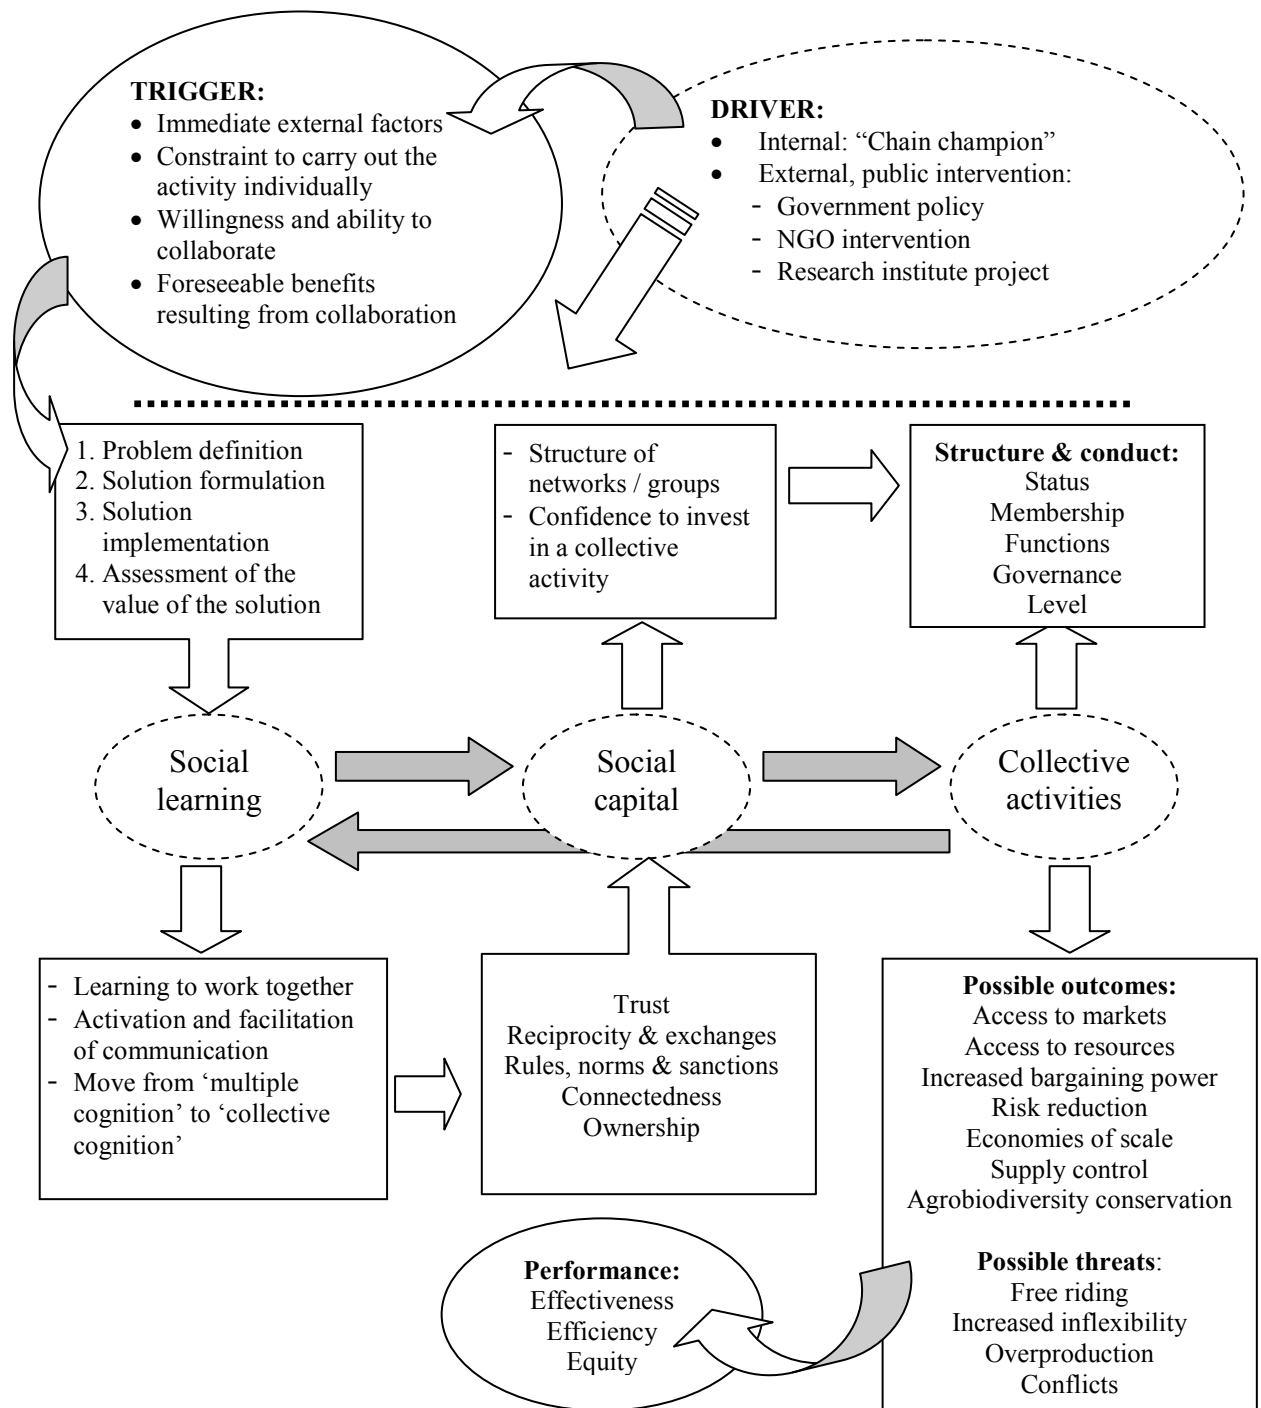 TRIGGER:
• Immediate external factors
• Constraint to carry out the
activity individually
• Willingness and ability to
collaborate
• Foreseeable benefits
resulting from collaboration
DRIVER:
• Internal: “Chain champion”
• External, public intervention:
- Government policy
- NGO intervention
- Research institute project
1. Problem definition
2. Solution formulation
3. Solution
implementation
4. Assessment of the
value of the solution
- Structure of
networks / groups
- Confidence to invest
in a collective
activity
Structure & conduct:
Status
Membership
Functions
Governance
Level
Social
learning
Social
capital
Collective
activities
- Learning to work together
- Activation and facilitation
of communication
- Move from ‘multiple
cognition’ to ‘collective
cognition’
Trust
Reciprocity & exchanges
Rules, norms & sanctions
Connectedness
Ownership
Possible outcomes:
Access to markets
Access to resources
Increased bargaining power
Risk reduction
Economies of scale
Supply control
Agrobiodiversity conservation
Possible threats:
Free riding
Increased inflexibility
Overproduction
Conflicts
Performance:
Effectiveness
Efficiency
Equity